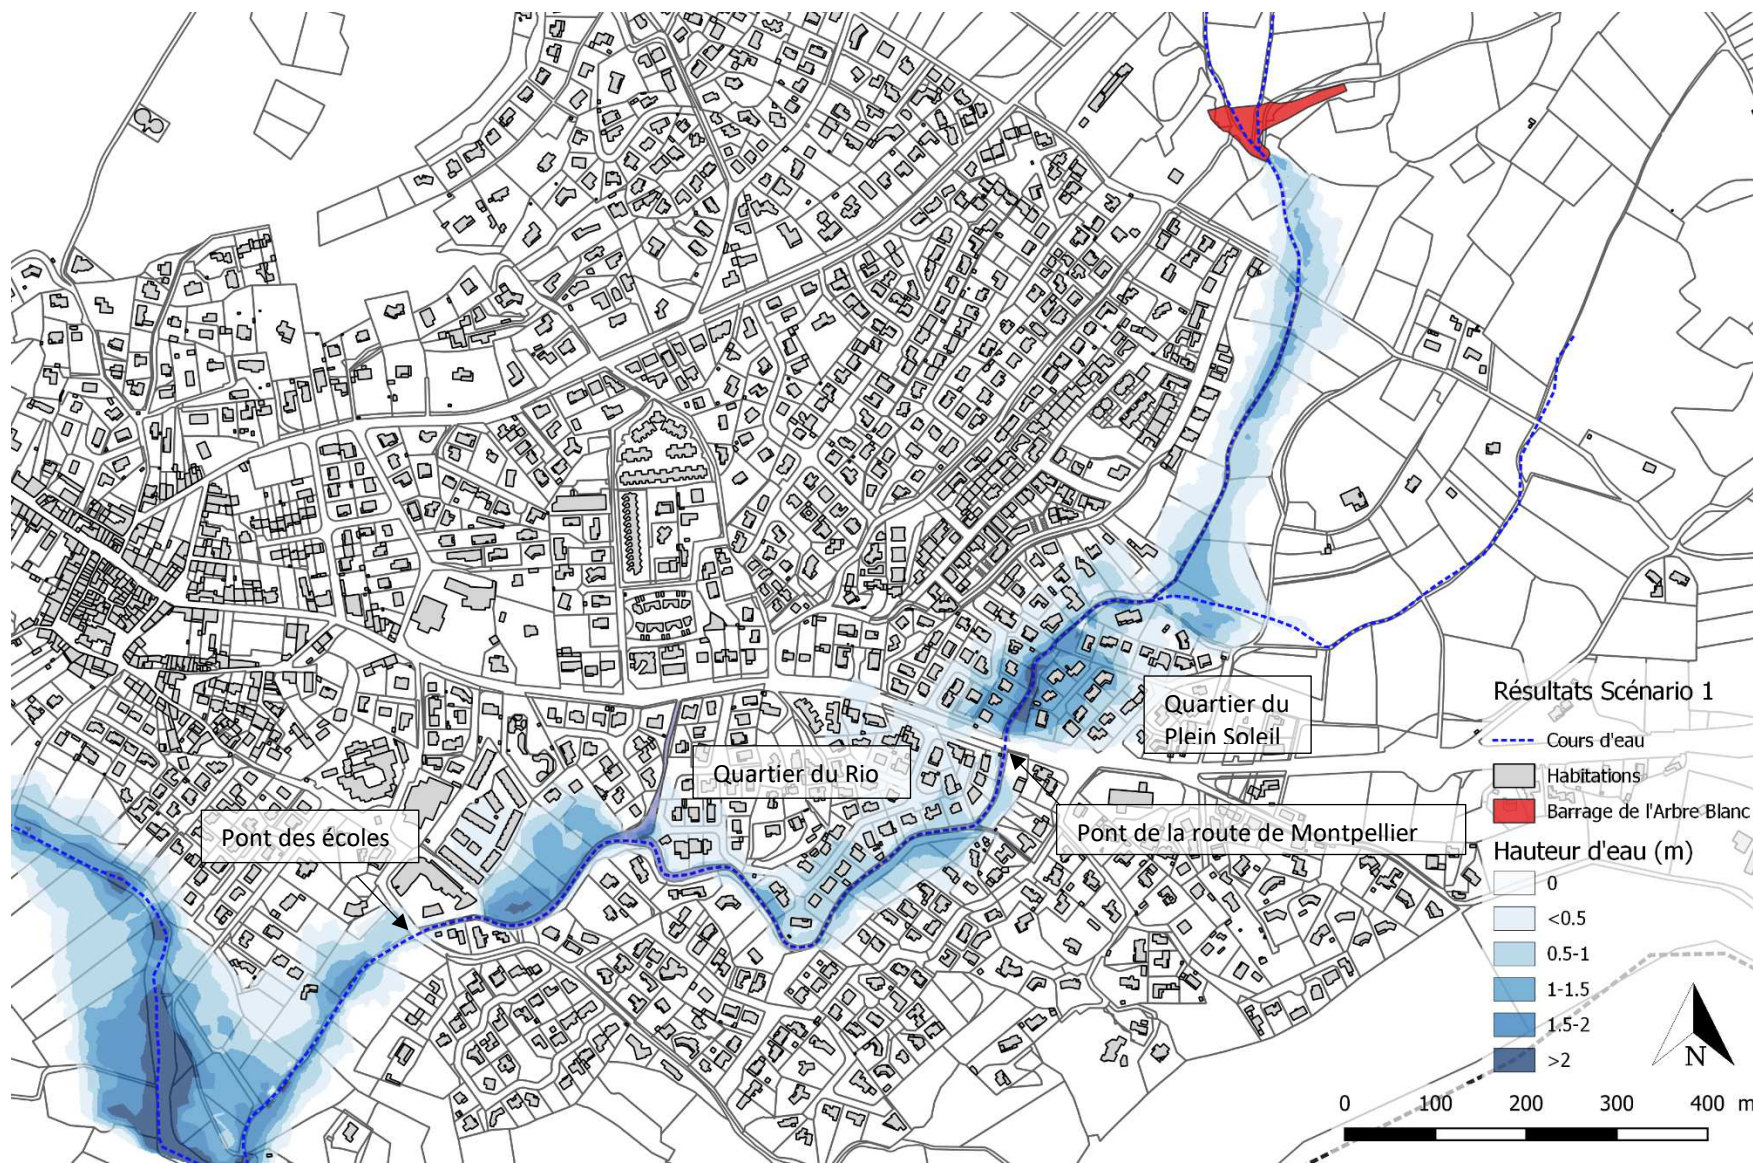 Quartier du
Plein Soleil
Quartier du Rio
Pont de la route de Montpellier
Pont des écoles
Résultats Scénario 1
Cours d'eau
Habitations
Barrage de l'Arbre Blanc
Hauteur d'eau (m)
0
<0.5
0.5-1
1-1.5
1.5-2
>2
N
0 100 200 300 400 m